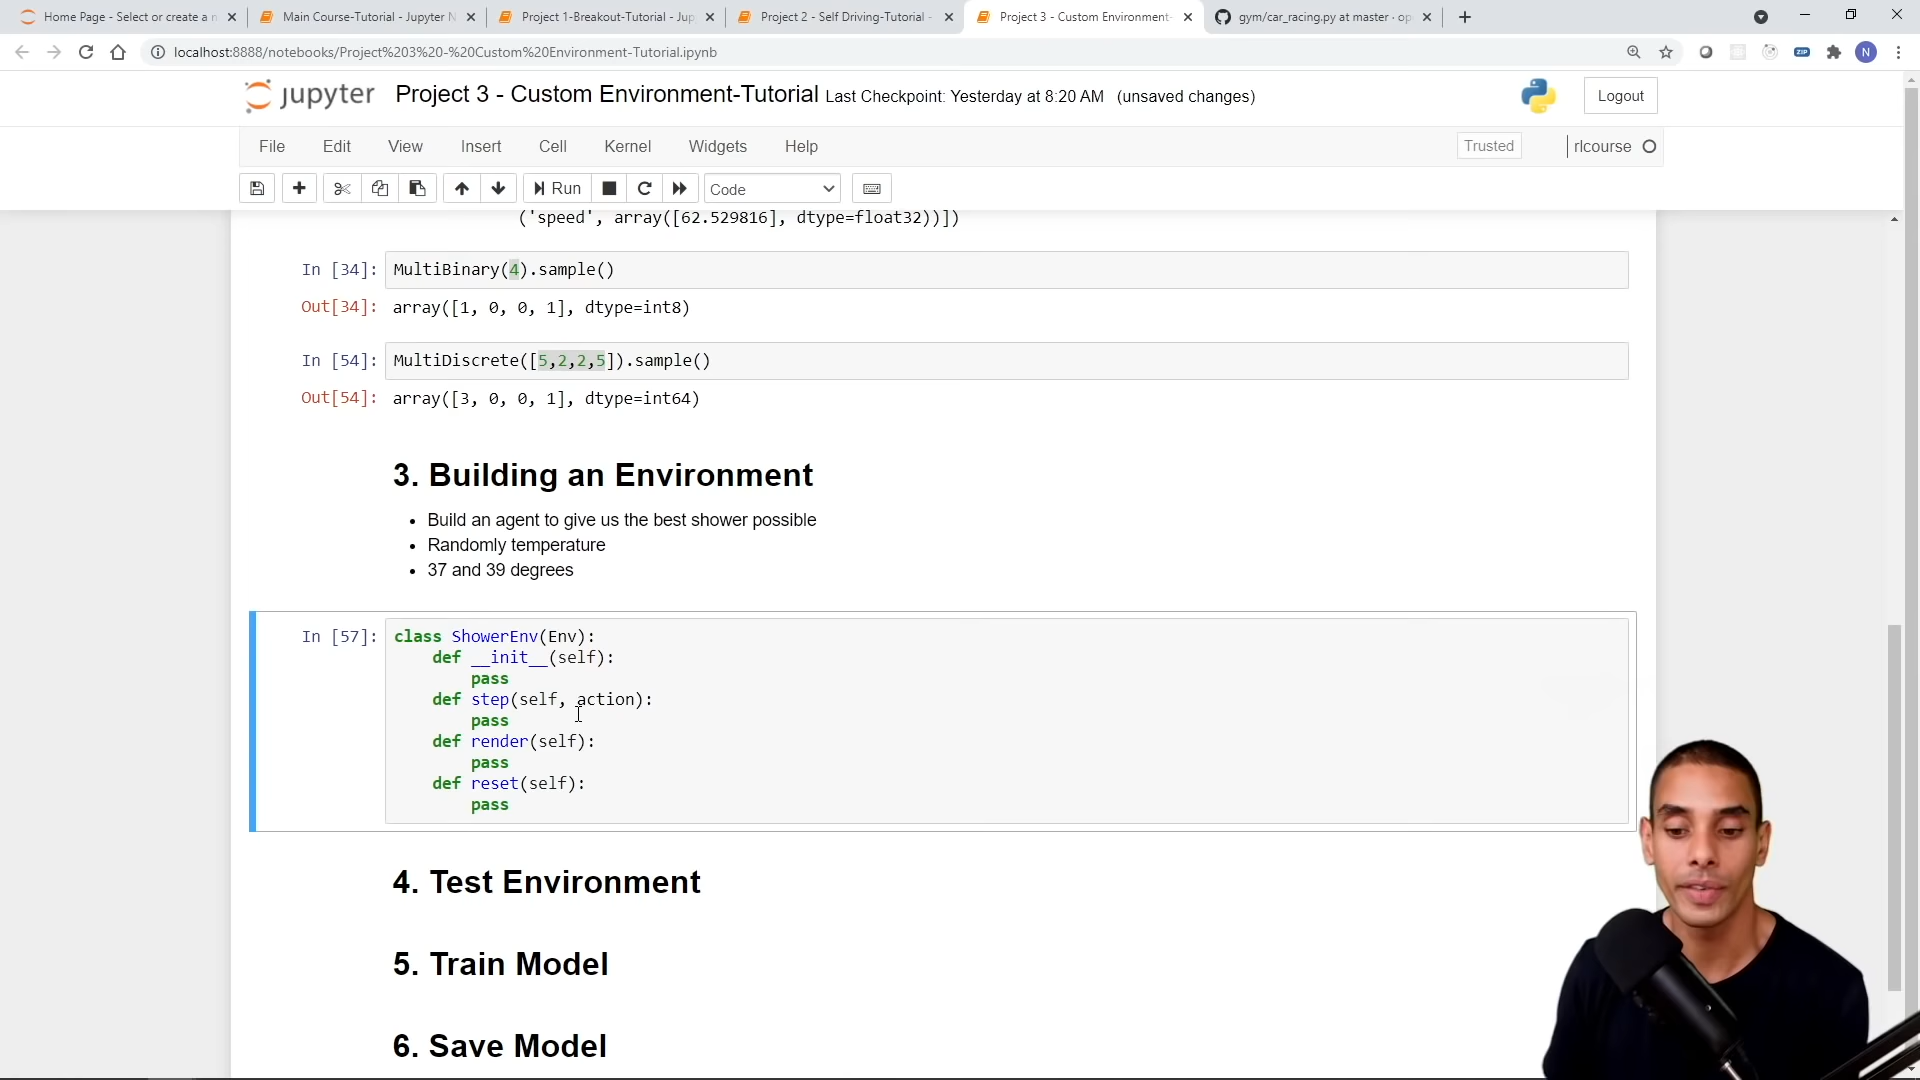 Home Page - Select or create a n
Main Course-Tutorial - Jupyter N
Project 1-Breakout-Tutorial - Jup
Project 2 - Self Driving-Tutorial -
Project 3 - Custom Environment-
gym/car_racing.py at master · op
localhost:8888/notebooks/Project%203%20-%20Custom%20Environment-Tutorial.ipynb
ZIP
N
jupyter Project 3 - Custom Environment-Tutorial Last Checkpoint: Yesterday at 8:20 AM (unsaved changes)
Logout
File Edit View Insert Cell Kernel Widgets Help
Trusted
rlcourse
Run
Code
('speed', array([62.529816], dtype=float32))])
In [34]: MultiBinary(4).sample()
Out[34]: array([1, 0, 0, 1], dtype=int8)
In [54]: MultiDiscrete([5,2,2,5]).sample()
Out[54]: array([3, 0, 0, 1], dtype=int64)
3. Building an Environment
• Build an agent to give us the best shower possible
• Randomly temperature
• 37 and 39 degrees
In [57]: class ShowerEnv(Env):
def __init__(self):
pass
def step(self, action):
pass
def render(self):
pass
def reset(self):
pass
4. Test Environment
5. Train Model
6. Save Model